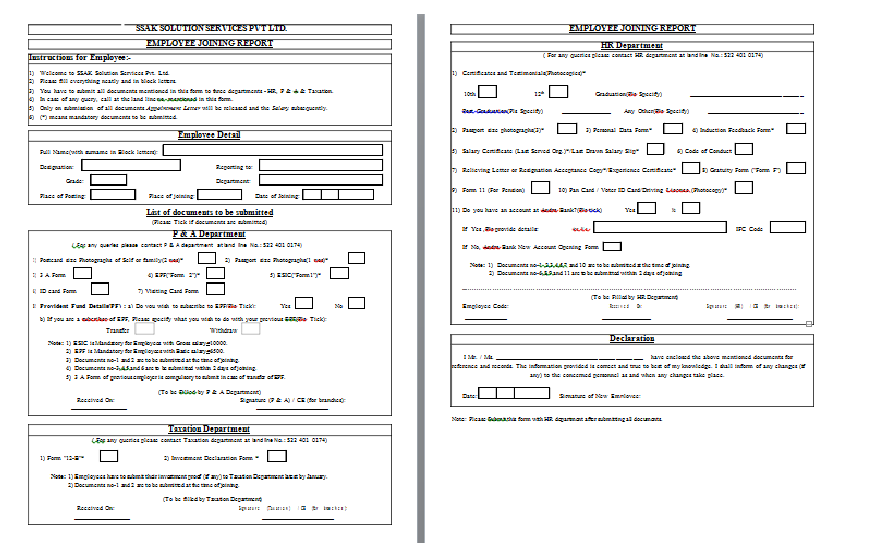 SSAK SOLUTION SERVICES PVT LTD.
EMPLOYEE JOINING REPORT
Instructions for Employee:-
1) Welcome to SSAK Solution Services Pvt. Ltd.
2) Please fill everything neatly and in block letters.
3) You have to submit all documents mentioned in this form to three departments - HR, F & A & Taxation.
4) In case of any query, call at the land line no. mentioned in this form.
5) Only on submission of all documents Appointment Letter will be released and the Salary subsequently.
6) (*) means mandatory documents to be submitted.
Employee Detail
Full Name(with surname in Block letters):
Designation: Reporting to:
Grade: Department:
Place of Posting: Place of joining: Date of Joining:
List of documents to be submitted
(Please Tick if documents are submitted)
F & A Department
(For any queries please contact F & A department at land line No.: 522 4011 0174)
1) Postcard size Photographs of Self or family(2 nos)* 2) Passport size Photographs(1 nos)*
3) 3 A Form 4) EPF("Form 2")* 5) ESIC("Form1")*
6) ID card Form 7) Visiting Card Form
8) Provident Fund Details(PF) : a) Do you wish to subscribe to EPF(Plz Tick): Yes No
b) If you are a subscriber of EPF, Please specify what you wish to do with your previous EPF(Plz Tick):
Transfer Withdraw
Note: 1) ESIC is Mandatory for Employees with Gross salary≤10000.
2) EPF is Mandatory for Employees with Basic salary≤6500.
3) Documents no-1 and 2 are to be submitted at the time of joining.
4) Documents no-3,4,5 and 6 are to be submitted within 2 days of joining.
5) 3 A Form of previous employer is compulsory to submit in case of transfer of EPF.
(To be filled by F & A Department)
Received On: Signature (F & A) / CE (for branches):
Taxation Department
(For any queries please contact Taxation department at land line No.: 522 4011 0174)
1) Form "12-B"* 2) Investment Declaration Form *
Note: 1) Employees have to submit their investment proof (if any) to Taxation Department latest by January.
2) Documents no-1 and 2 are to be submitted at the time of joining.
(To be filled by Taxation Department)
Received On: Signature (Taxation) / CE (for branches)
EMPLOYEE JOINING REPORT
HR Department
(For any queries please contact HR department at land line No.: 522 4011 0174)
1) Certificates and Testimonials(Photocopies)*
10th 12th Graduation(Plz Specify)
Post-Graduation(Plz Specify) Any Other(Plz Specify)
2) Passport size photographs(3)* 3) Personal Data Form* 4) Induction Feedback Form*
5) Salary Certificate (Last Served Org.)*/Last Drawn Salary Slip* 6) Code of Conduct
7) Relieving Letter or Resignation Acceptance Copy*/Experience Certificate* 8) Gratuity Form ("Form F")
9) Form 11 (For Pension) 10) Pan Card / Voter ID Card/Driving License (Photocopy)*
11) Do you have an account at Andra Bank?(Plz tick) Yes
If Yes, Plz provide details: IFC Code
If No, Andra Bank New Account Opening Form
Note: 1) Documents no-1,2,3,4,6,7 and 10 are to be submitted at the time of joining.
2) Documents no-5,8,9 and 11 are to be submitted within 2 days of joining
(To be Filled by HR Department)
Employee Code: Received On: Signature (HR) / CE (for branches)
Declaration
I Mr. / Ms. have enclosed the above mentioned documents for
reference and records. The information provided is correct and true to best of my knowledge. I shall inform of any changes (if
any) to the concerned personnel as and when any changes take place.
Date: Signature of New Employee:
Note: Please Submit this form with HR department after submitting all documents.